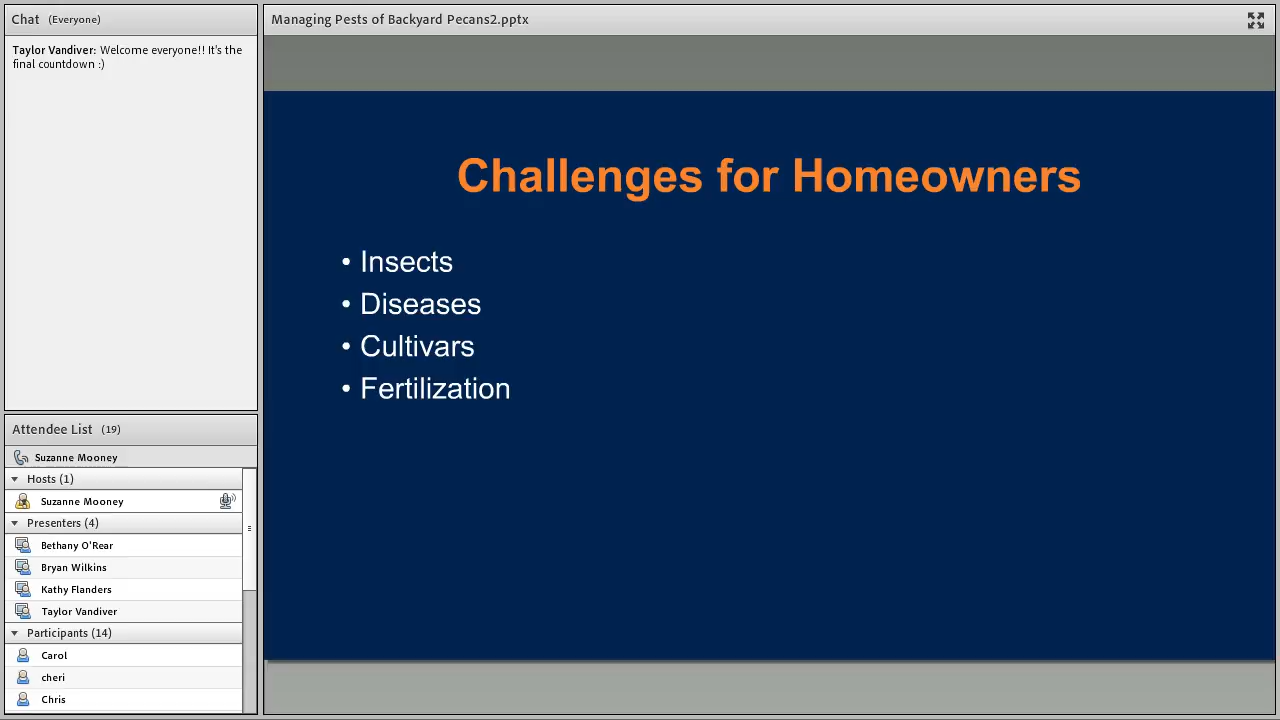 Chat (Everyone)
Taylor Vandiver: Welcome everyone!! It's the
final countdown :)
Attendee List (19)
Suzanne Mooney
Hosts (1)
Suzanne Mooney
Presenters (4)
Bethany O'Rear
Bryan Wilkins
Kathy Flanders
Taylor Vandiver
Participants (14)
Carol
cheri
Chris
Managing Pests of Backyard Pecans2.pptx
Challenges for Homeowners
• Insects
• Diseases
• Cultivars
• Fertilization